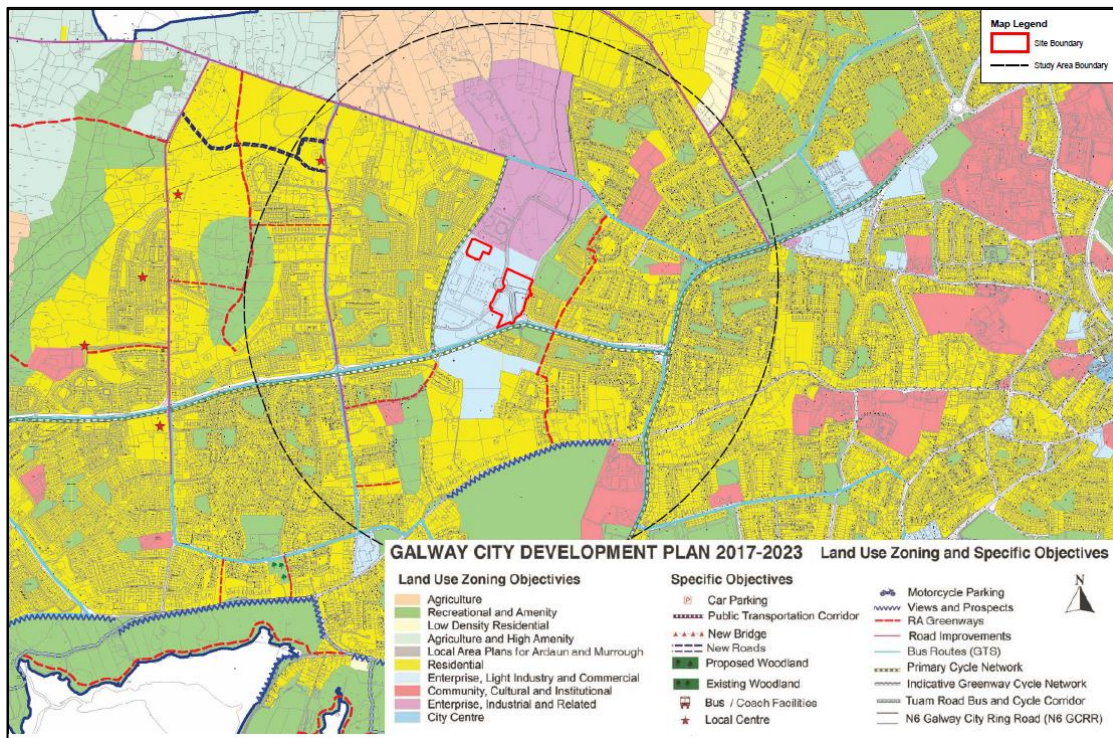 Map Legend
Site Boundary
Study Area Boundary
GALWAY CITY DEVELOPMENT PLAN 2017-2023 Land Use Zoning and Specific Objectives
Land Use Zoning Objectives
Agriculture
Recreational and Amenity
Low Density Residential
Agriculture and High Amenity
Local Area Plans for Ardaun and Murrough
Residential
Enterprise, Light Industry and Commercial
Community, Cultural and Institutional
Enterprise, Industrial and Related
City Centre
Specific Objectives
P Car Parking
Public Transportation Corridor
New Bridge
New Roads
Proposed Woodland
Existing Woodland
Bus / Coach Facilities
Local Centre
Motorcycle Parking
Views and Prospects
RA Greenways
Road Improvements
Bus Routes (GTS)
Primary Cycle Network
Indicative Greenway Cycle Network
Tuam Road Bus and Cycle Corridor
N6 Galway City Ring Road (N6 GCRR)
N